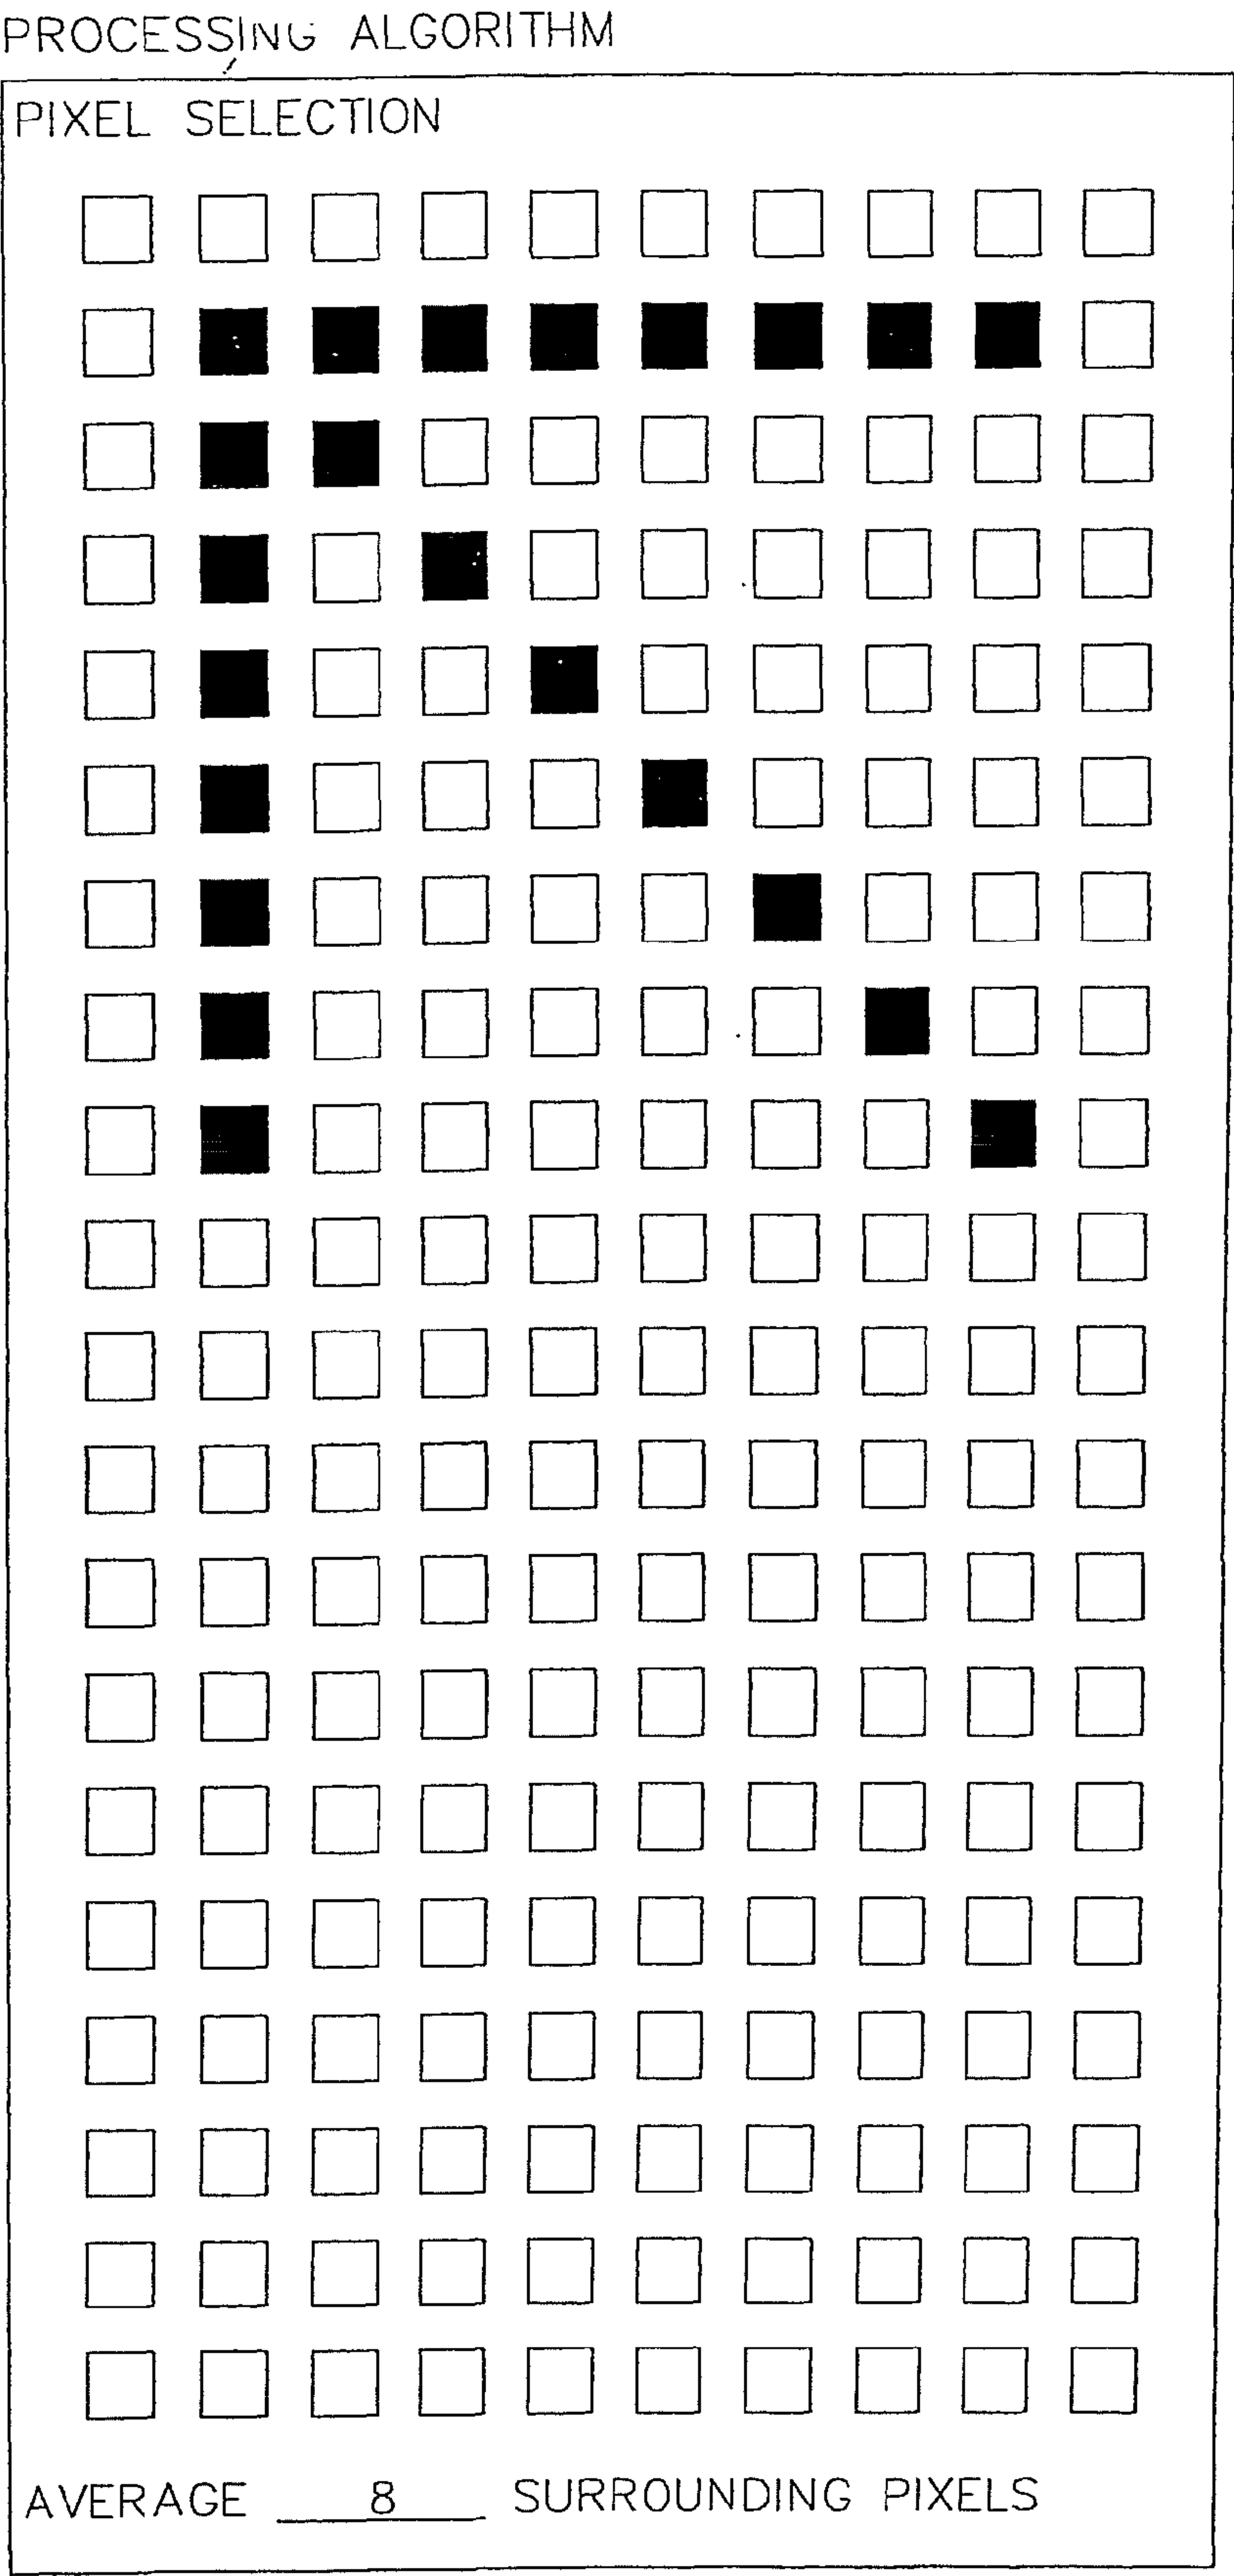 PROCESSING ALGORITHM
PIXEL SELECTION
AVERAGE 8 SURROUNDING PIXELS